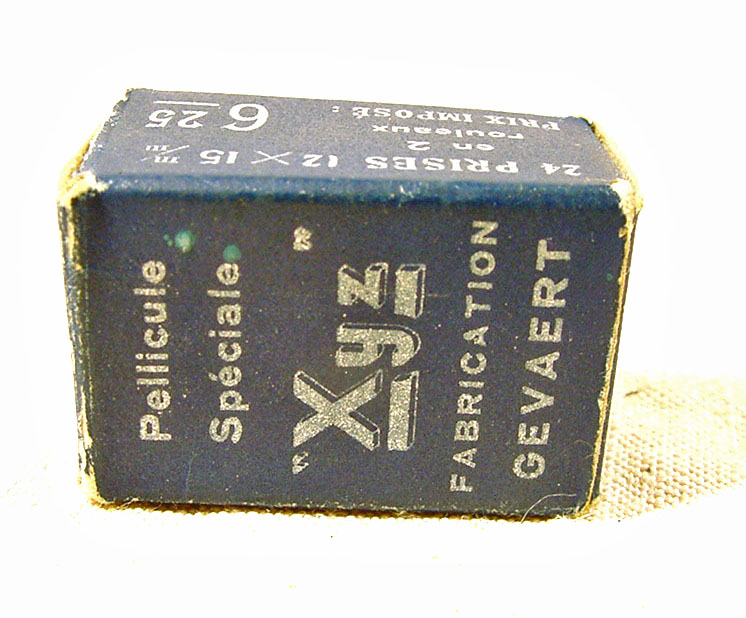 24 PRISES 12 × 15 m/m
en 2
rouleaux
PRIX IMPOSÉ :
6 25
Pellicule
Spéciale
"Xyz"
FABRICATION
GEVAERT